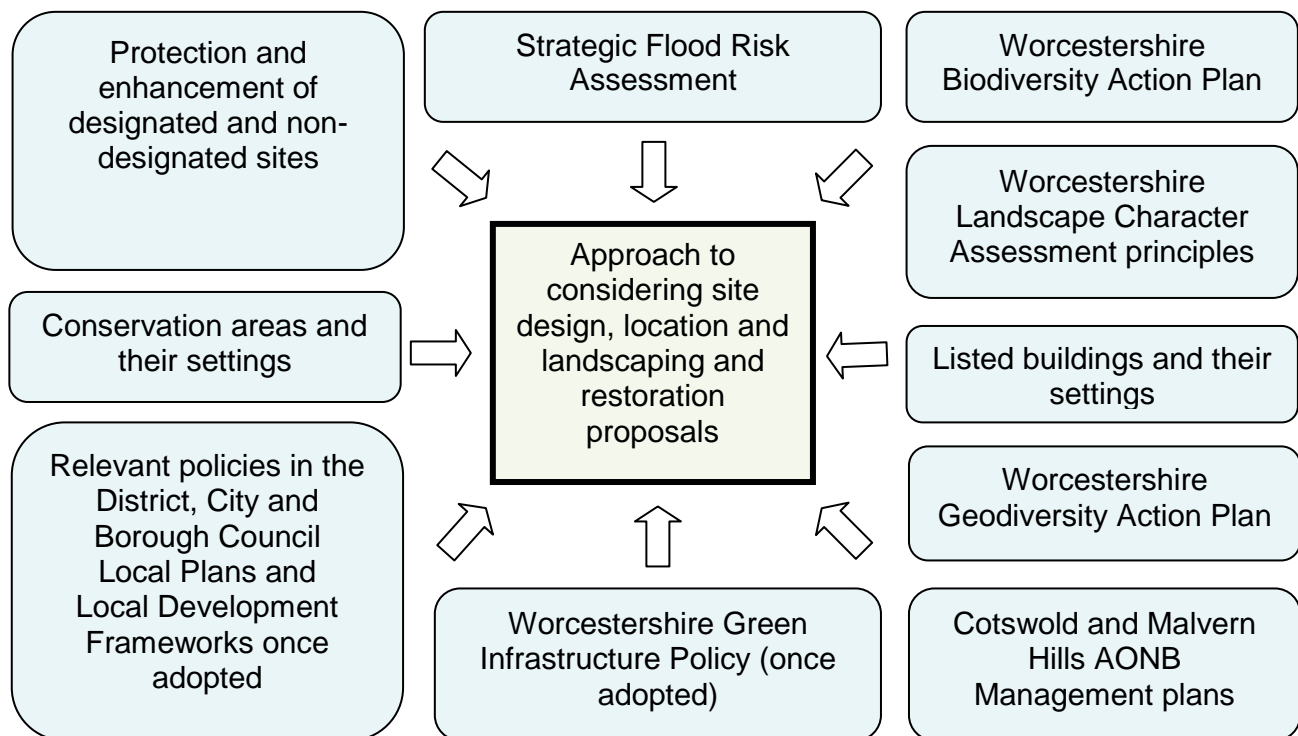 Protection and
enhancement of
designated and non-
designated sites
Strategic Flood Risk
Assessment
Worcestershire
Biodiversity Action Plan
Worcestershire
Landscape Character
Assessment principles
Conservation areas and
their settings
Approach to
considering site
design, location and
landscaping and
restoration
proposals
Listed buildings and their
settings
Relevant policies in the
District, City and
Borough Council
Local Plans and
Local Development
Frameworks once
adopted
Worcestershire Green
Infrastructure Policy (once
adopted)
Worcestershire
Geodiversity Action Plan
Cotswold and Malvern
Hills AONB
Management plans